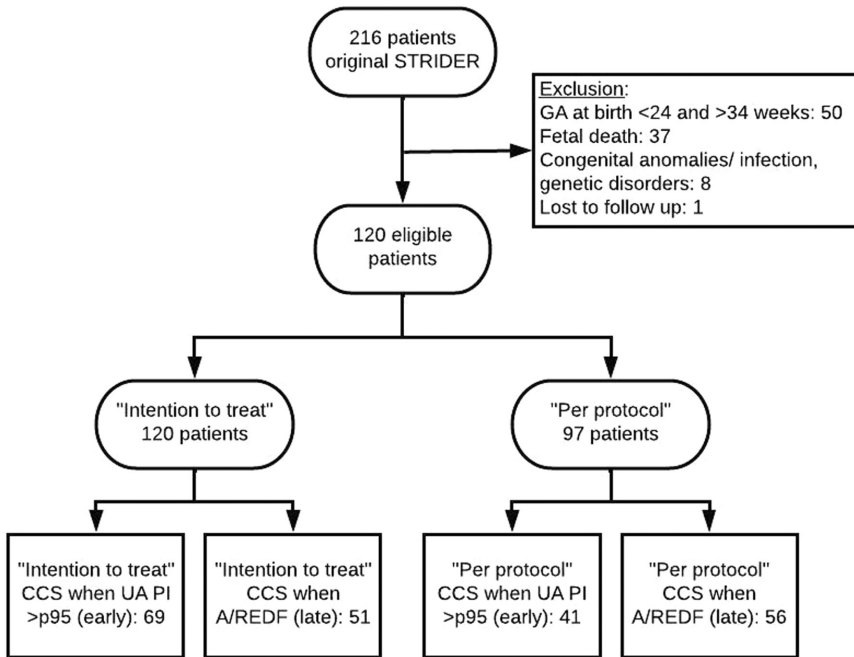 216 patients
original STRIDER
Exclusion:
GA at birth <24 and >34 weeks: 50
Fetal death: 37
Congenital anomalies/ infection,
genetic disorders: 8
Lost to follow up: 1
120 eligible
patients
"Intention to treat"
120 patients
"Per protocol"
97 patients
"Intention to treat"
CCS when UA PI
>p95 (early): 69
"Intention to treat"
CCS when
A/REDF (late): 51
"Per protocol"
CCS when UA PI
>p95 (early): 41
"Per protocol"
CCS when
A/REDF (late): 56